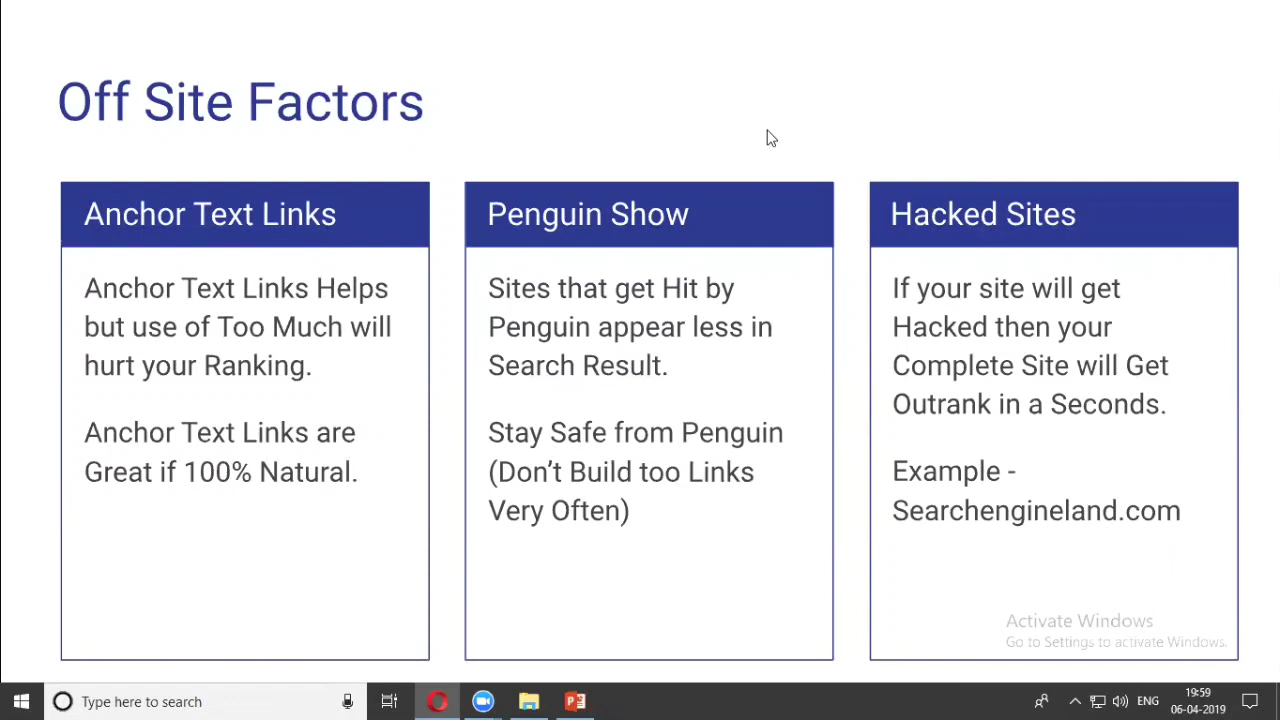 Off Site Factors
Anchor Text Links
Anchor Text Links Helps
but use of Too Much will
hurt your Ranking.
Anchor Text Links are
Great if 100% Natural.
Penguin Show
Sites that get Hit by
Penguin appear less in
Search Result.
Stay Safe from Penguin
(Don't Build too Links
Very Often)
Hacked Sites
If your site will get
Hacked then your
Complete Site will Get
Outrank in a Seconds.
Example -
Searchengineland.com
Activate Windows
Go to Settings to activate Windows.
Type here to search
ENG
19:59
06-04-2019